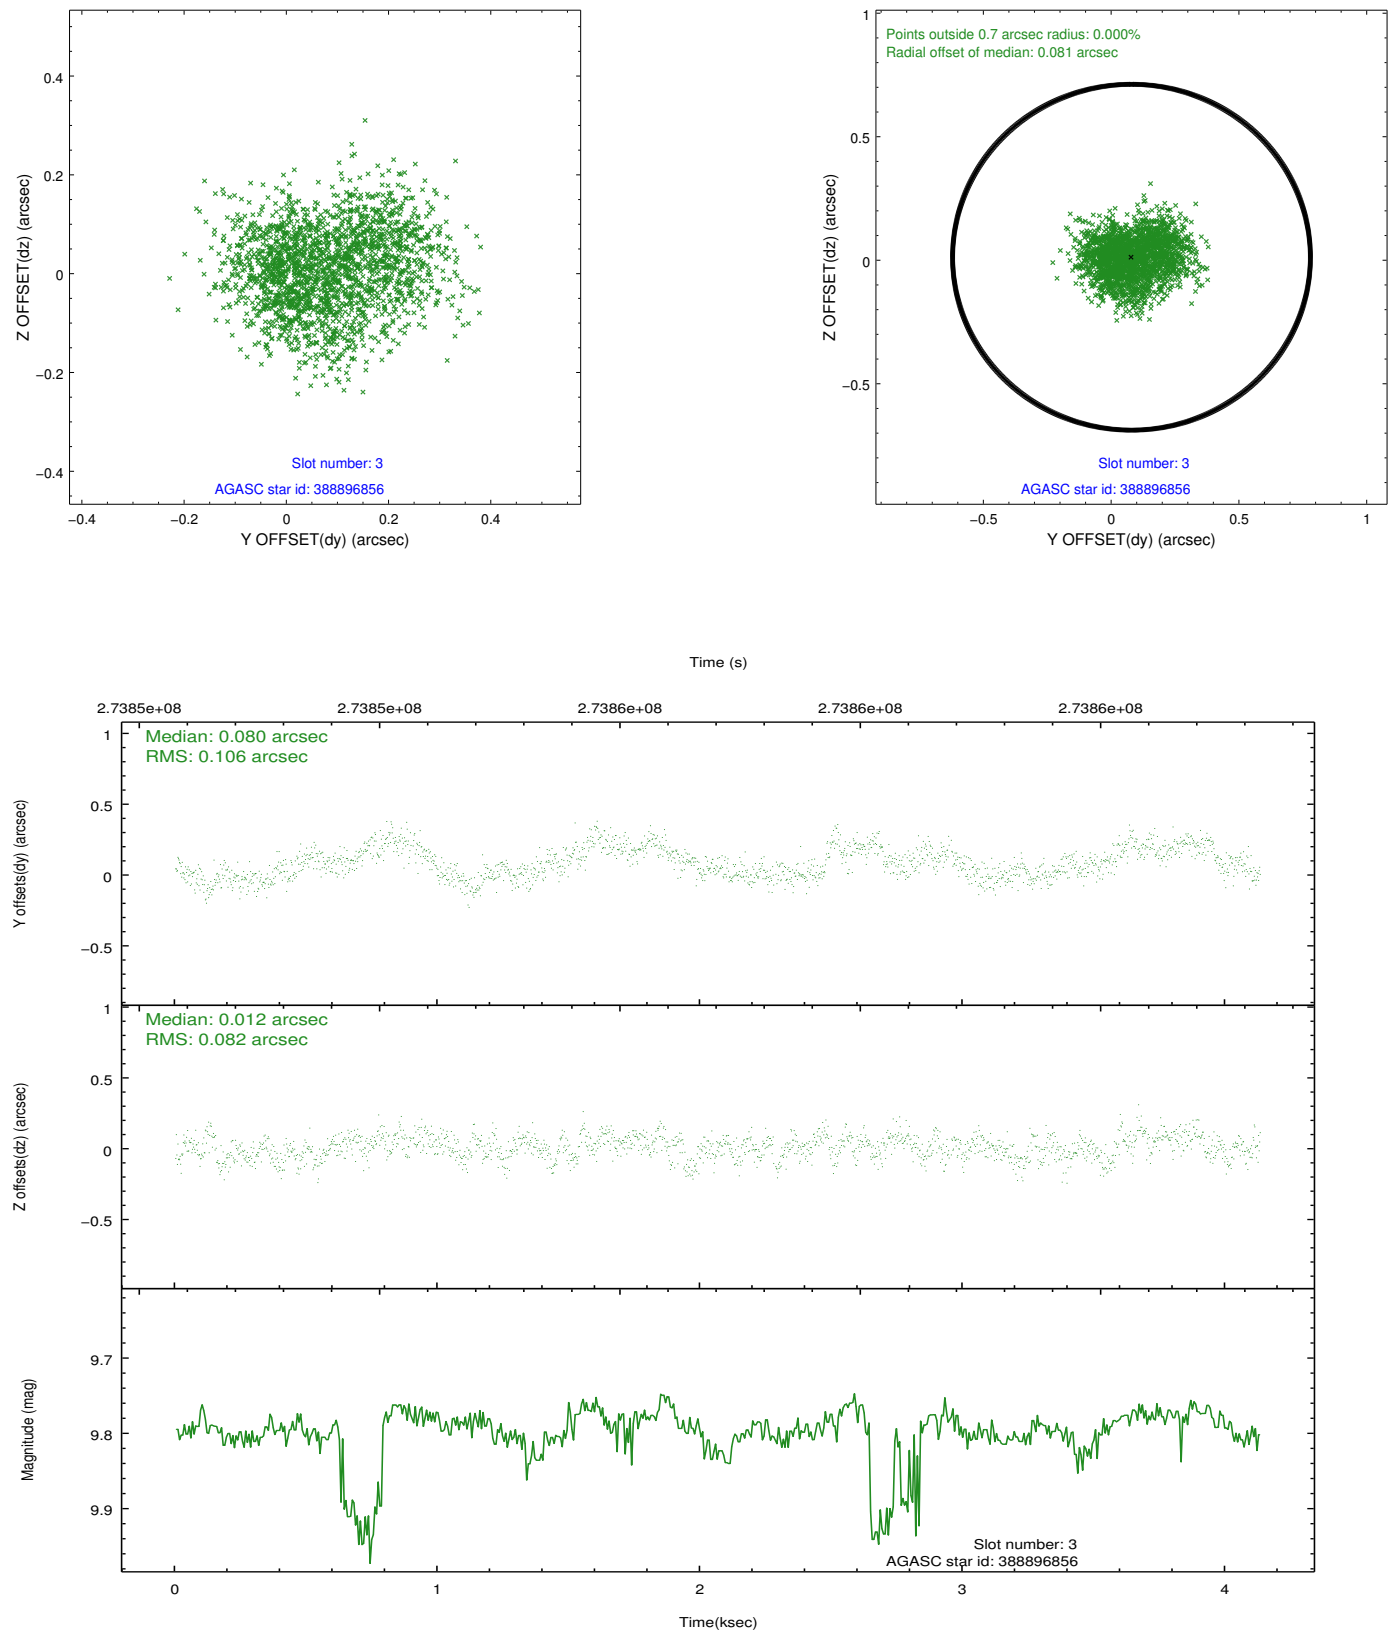 0.4
0.2
0
−0.2
−0.4
Z OFFSET(dz) (arcsec)
Slot number: 3
AGASC star id: 388896856
−0.4
−0.2
0
0.2
0.4
Y OFFSET(dy) (arcsec)
Points outside 0.7 arcsec radius: 0.000%
Radial offset of median: 0.081 arcsec
1
0.5
0
−0.5
Z OFFSET(dz) (arcsec)
Slot number: 3
AGASC star id: 388896856
−0.5
0
0.5
1
Y OFFSET(dy) (arcsec)
Time (s)
2.7385e+08
2.7385e+08
2.7386e+08
2.7386e+08
2.7386e+08
Median: 0.080 arcsec
RMS: 0.106 arcsec
1
0.5
0
−0.5
Y offsets(dy) (arcsec)
Median: 0.012 arcsec
RMS: 0.082 arcsec
1
0.5
0
−0.5
Z offsets(dz) (arcsec)
9.7
9.8
9.9
Magnitude (mag)
Slot number: 3
AGASC star id: 388896856
0
1
2
3
4
Time(ksec)